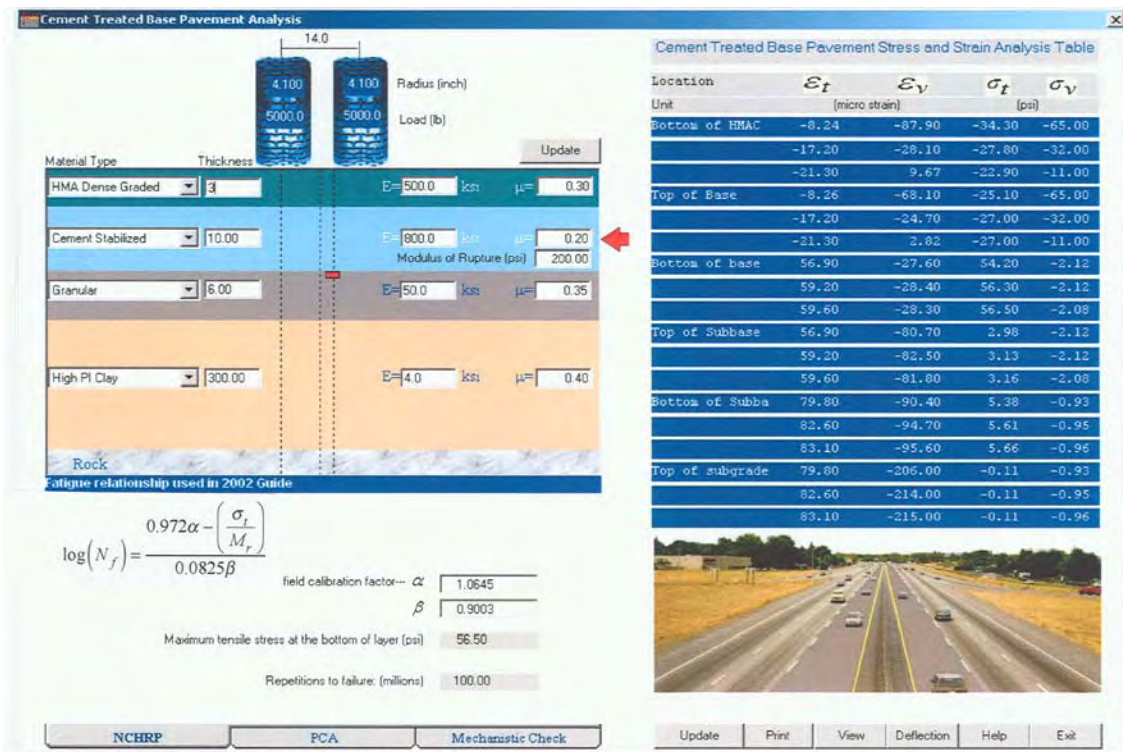 Cement Treated Base Pavement Analysis
14.0
4.100 4.100 Radius (inch)
5000.0 5000.0 Load (lb)
Update
Material Type Thickness
HMA Dense Graded 3 E= 500.0 ksi μ= 0.30
Cement Stabilized 10.00 E= 800.0 ksi μ= 0.20
Modulus of Rupture (psi) 200.00
Granular 6.00 E= 50.0 ksi μ= 0.35
High PI Clay 300.00 E= 4.0 ksi μ= 0.40
Rock
Fatigue relationship used in 2002 Guide
log(N_f) = (0.972α − (σ_t / M_r)) / 0.0825β
field calibration factor--- α 1.0645
β 0.9003
Maximum tensile stress at the bottom of layer (psi) 56.50
Repetitions to failure: (millions) 100.00
NCHRP PCA Mechanistic Check
Cement Treated Base Pavement Stress and Strain Analysis Table
Location ε_t ε_v σ_t σ_v
Unit (micro strain) (psi)
Bottom of HMAC -8.24 -87.90 -34.30 -65.00
-17.20 -28.10 -27.80 -32.00
-21.30 9.67 -22.90 -11.00
Top of Base -8.26 -68.10 -25.10 -65.00
-17.20 -24.70 -27.00 -32.00
-21.30 2.82 -27.00 -11.00
Bottom of base 56.90 -27.60 54.20 -2.12
59.20 -28.40 56.30 -2.12
59.60 -28.30 56.50 -2.08
Top of Subbase 56.90 -80.70 2.98 -2.12
59.20 -82.50 3.13 -2.12
59.60 -81.80 3.16 -2.08
Bottom of Subba 79.80 -90.40 5.38 -0.93
82.60 -94.70 5.61 -0.95
83.10 -95.60 5.66 -0.96
Top of subgrade 79.80 -206.00 -0.11 -0.93
82.60 -214.00 -0.11 -0.95
83.10 -215.00 -0.11 -0.96
Update Print View Deflection Help Exit